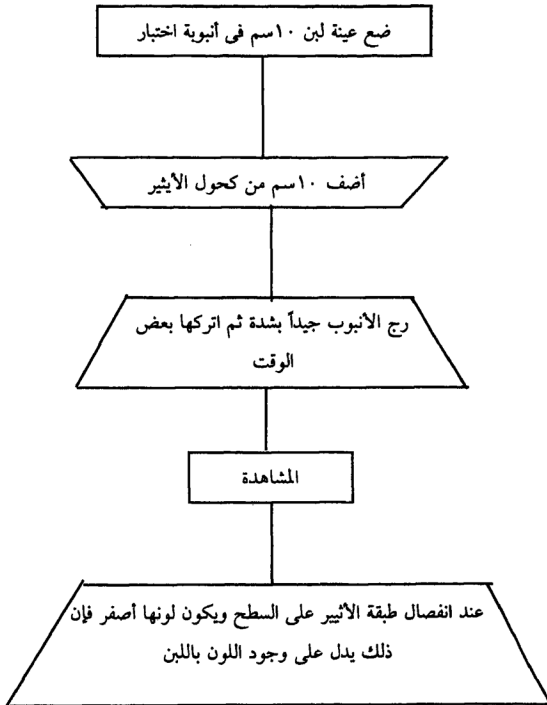 ضع عينة لبن ١٠سم فى أنبوبة اختبار
أضف ١٠سم من كحول الأيثير
رج الأنبوب جيداً بشدة ثم اتركها بعض
الوقت
المشاهدة
عند انفصال طبقة الأثيير على السطح ويكون لونها أصفر فإن
ذلك يدل على وجود اللون باللبن